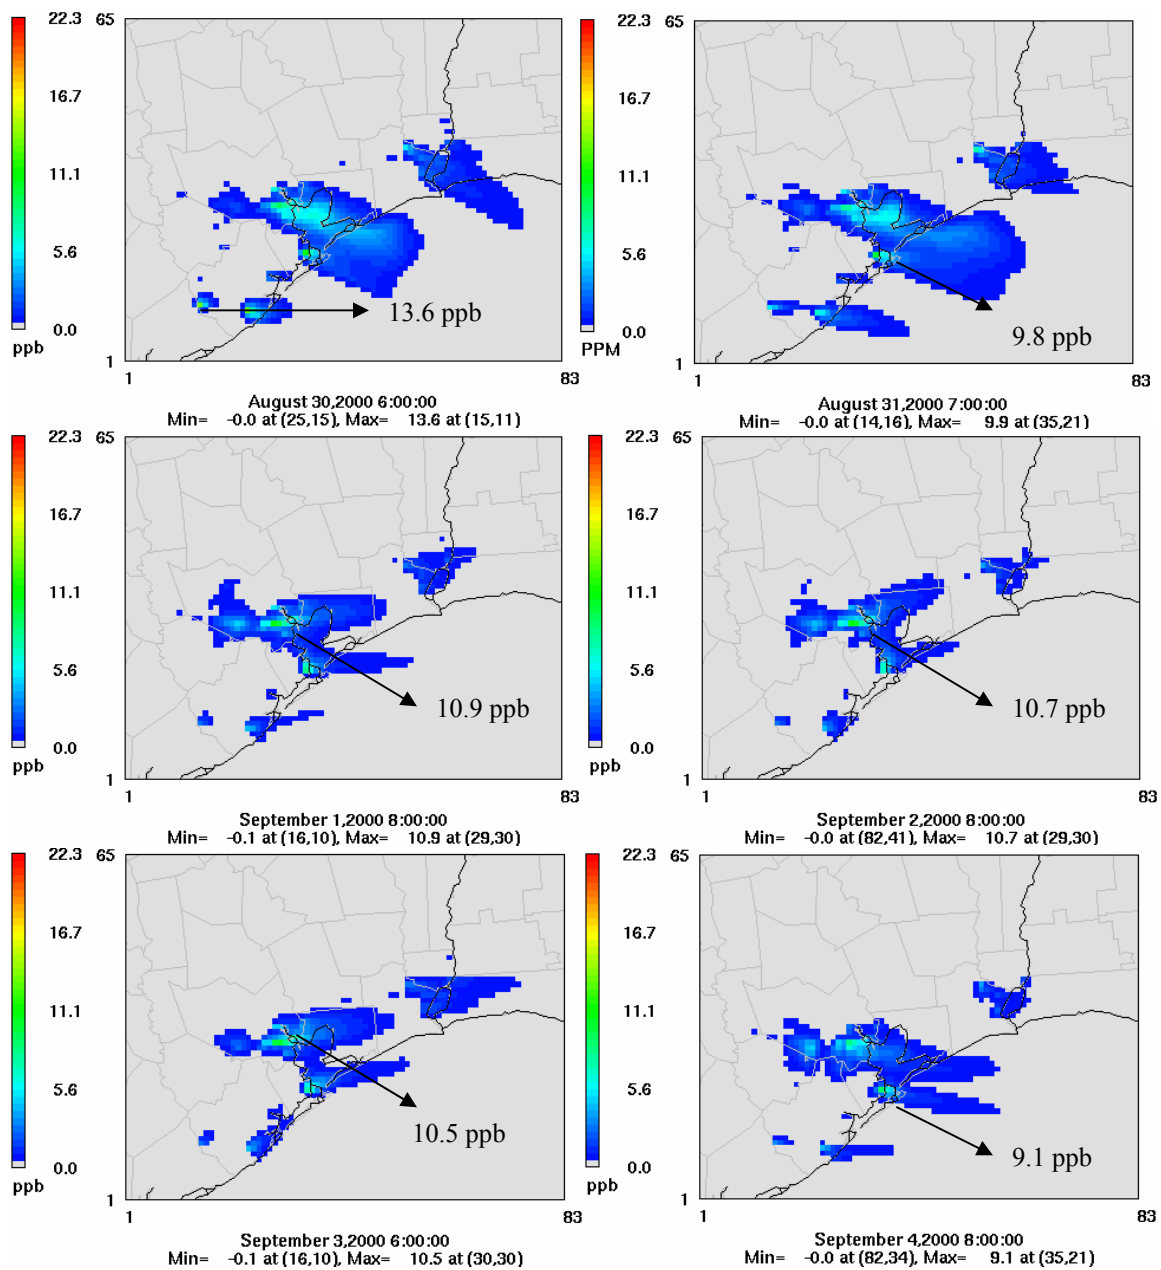 22.3
16.7
11.1
5.6
0.0
ppb
65
1
1
83
13.6 ppb
August 30,2000 6:00:00
Min= -0.0 at (25,15), Max= 13.6 at (15,11)
22.3
16.7
11.1
5.6
0.0
PPM
65
1
1
83
9.8 ppb
August 31,2000 7:00:00
Min= -0.0 at (14,16), Max= 9.9 at (35,21)
22.3
16.7
11.1
5.6
0.0
ppb
65
1
1
83
10.9 ppb
September 1,2000 8:00:00
Min= -0.1 at (16,10), Max= 10.9 at (29,30)
22.3
16.7
11.1
5.6
0.0
ppb
65
1
1
83
10.7 ppb
September 2,2000 8:00:00
Min= -0.0 at (82,41), Max= 10.7 at (29,30)
22.3
16.7
11.1
5.6
0.0
ppb
65
1
1
83
10.5 ppb
September 3,2000 6:00:00
Min= -0.1 at (16,10), Max= 10.5 at (30,30)
22.3
16.7
11.1
5.6
0.0
ppb
65
1
1
83
9.1 ppb
September 4,2000 8:00:00
Min= -0.0 at (82,34), Max= 9.1 at (35,21)